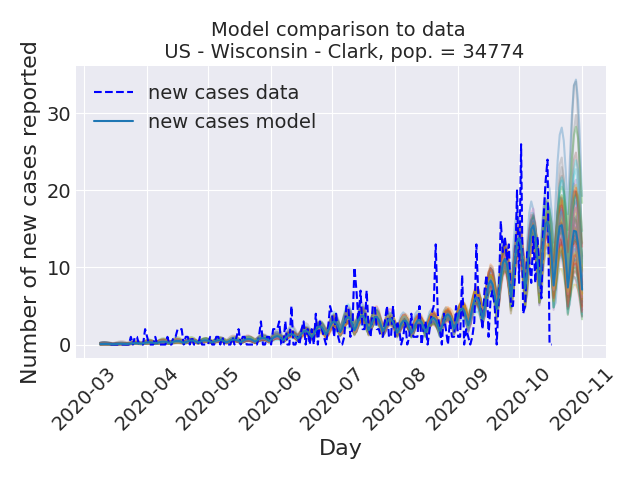 Model comparison to data
US - Wisconsin - Clark, pop. = 34774
Number of new cases reported
new cases data
new cases model
30
20
10
0
2020-03
2020-04
2020-05
2020-06
2020-07
2020-08
2020-09
2020-10
2020-11
Day